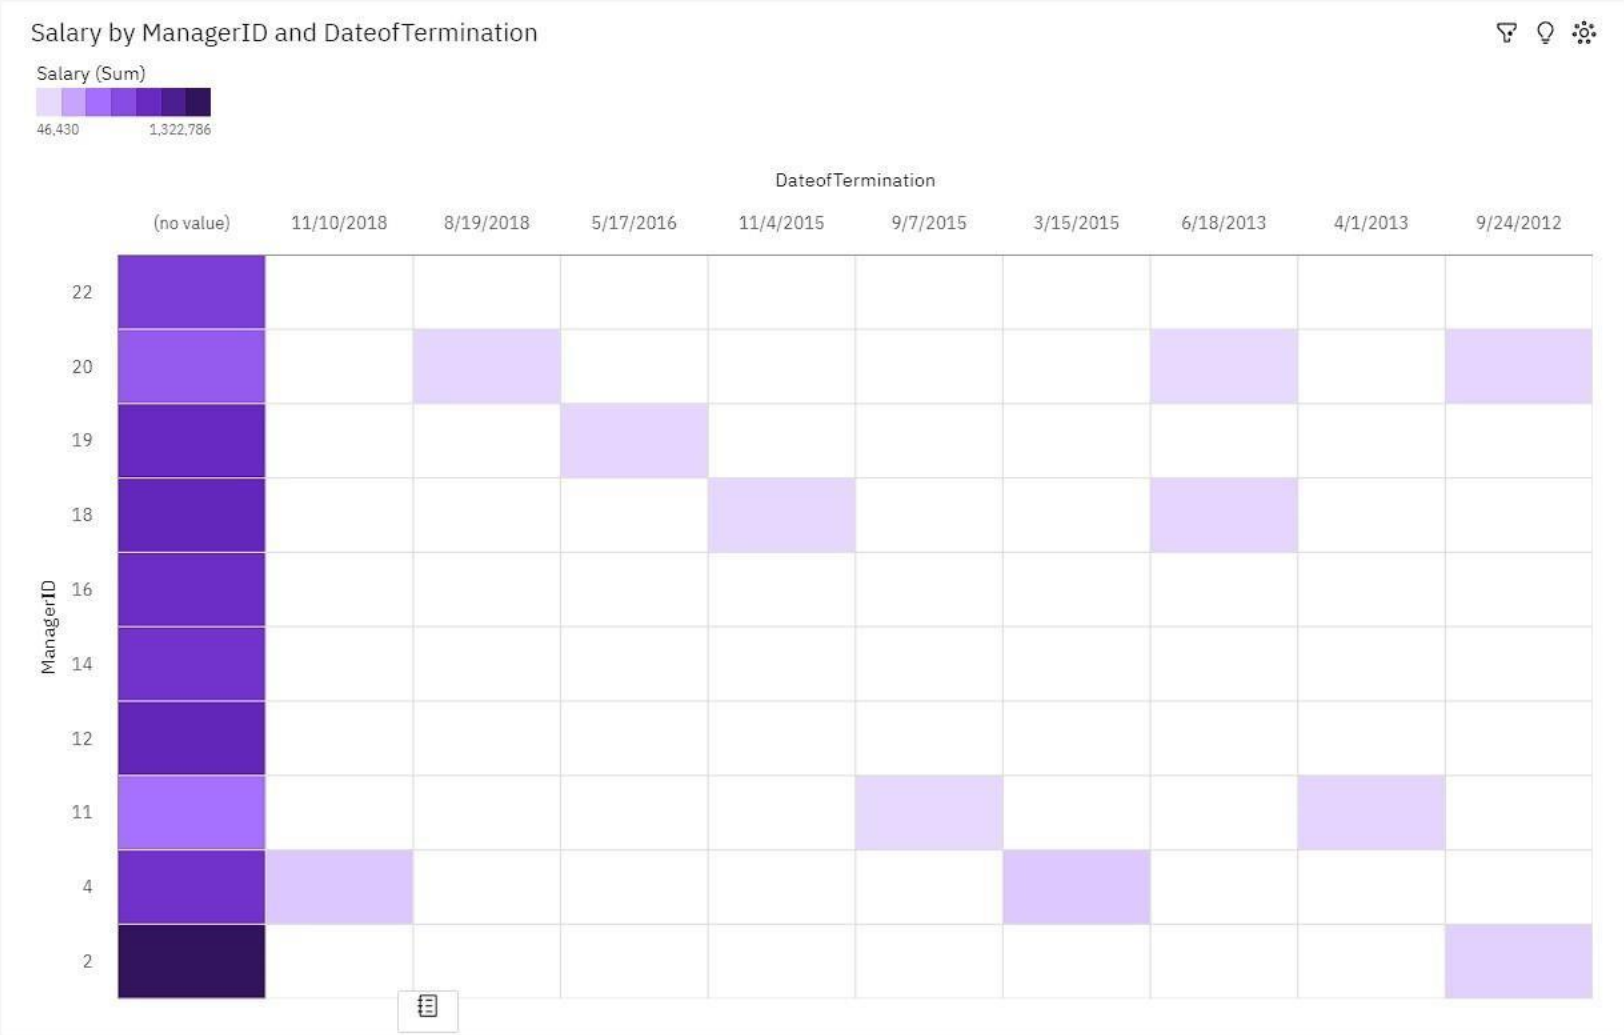 Salary by ManagerID and DateofTermination
Salary (Sum)
46,430 1,322,786
DateofTermination
(no value) 11/10/2018 8/19/2018 5/17/2016 11/4/2015 9/7/2015 3/15/2015 6/18/2013 4/1/2013 9/24/2012
ManagerID
22
20
19
18
16
14
12
11
4
2